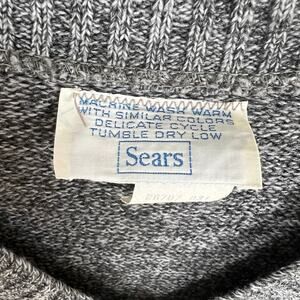 MACHINE WASH WARM
WITH SIMILAR COLORS
DELICATE CYCLE
TUMBLE DRY LOW
Sears